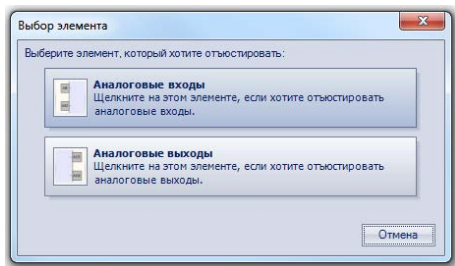 Выбор элемента
Выберите элемент, который хотите отъюстировать:
Аналоговые входы
Щелкните на этом элементе, если хотите отъюстировать
аналоговые входы.
Аналоговые выходы
Щелкните на этом элементе, если хотите отъюстировать
аналоговые выходы.
Отмена